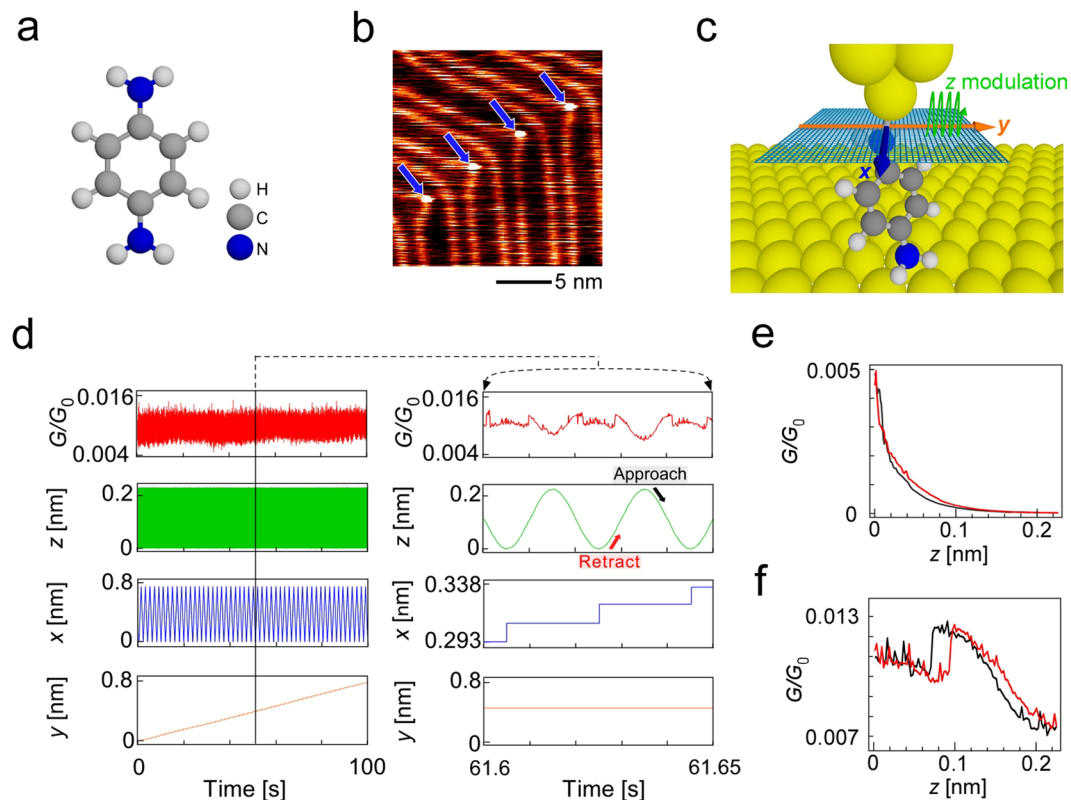 a
H
C
N
b
5 nm
c
z modulation
y
x
d
G/G0
0.016
0.004
z [nm]
0.2
0
x [nm]
0.8
0
y [nm]
0.8
0
0
100
Time [s]
G/G0
0.016
0.004
z [nm]
0.2
0
Approach
Retract
x [nm]
0.338
0.293
y [nm]
0.8
0
61.6
61.65
Time [s]
e
G/G0
0.005
0
0
0.1
0.2
z [nm]
f
G/G0
0.013
0.007
0
0.1
0.2
z [nm]